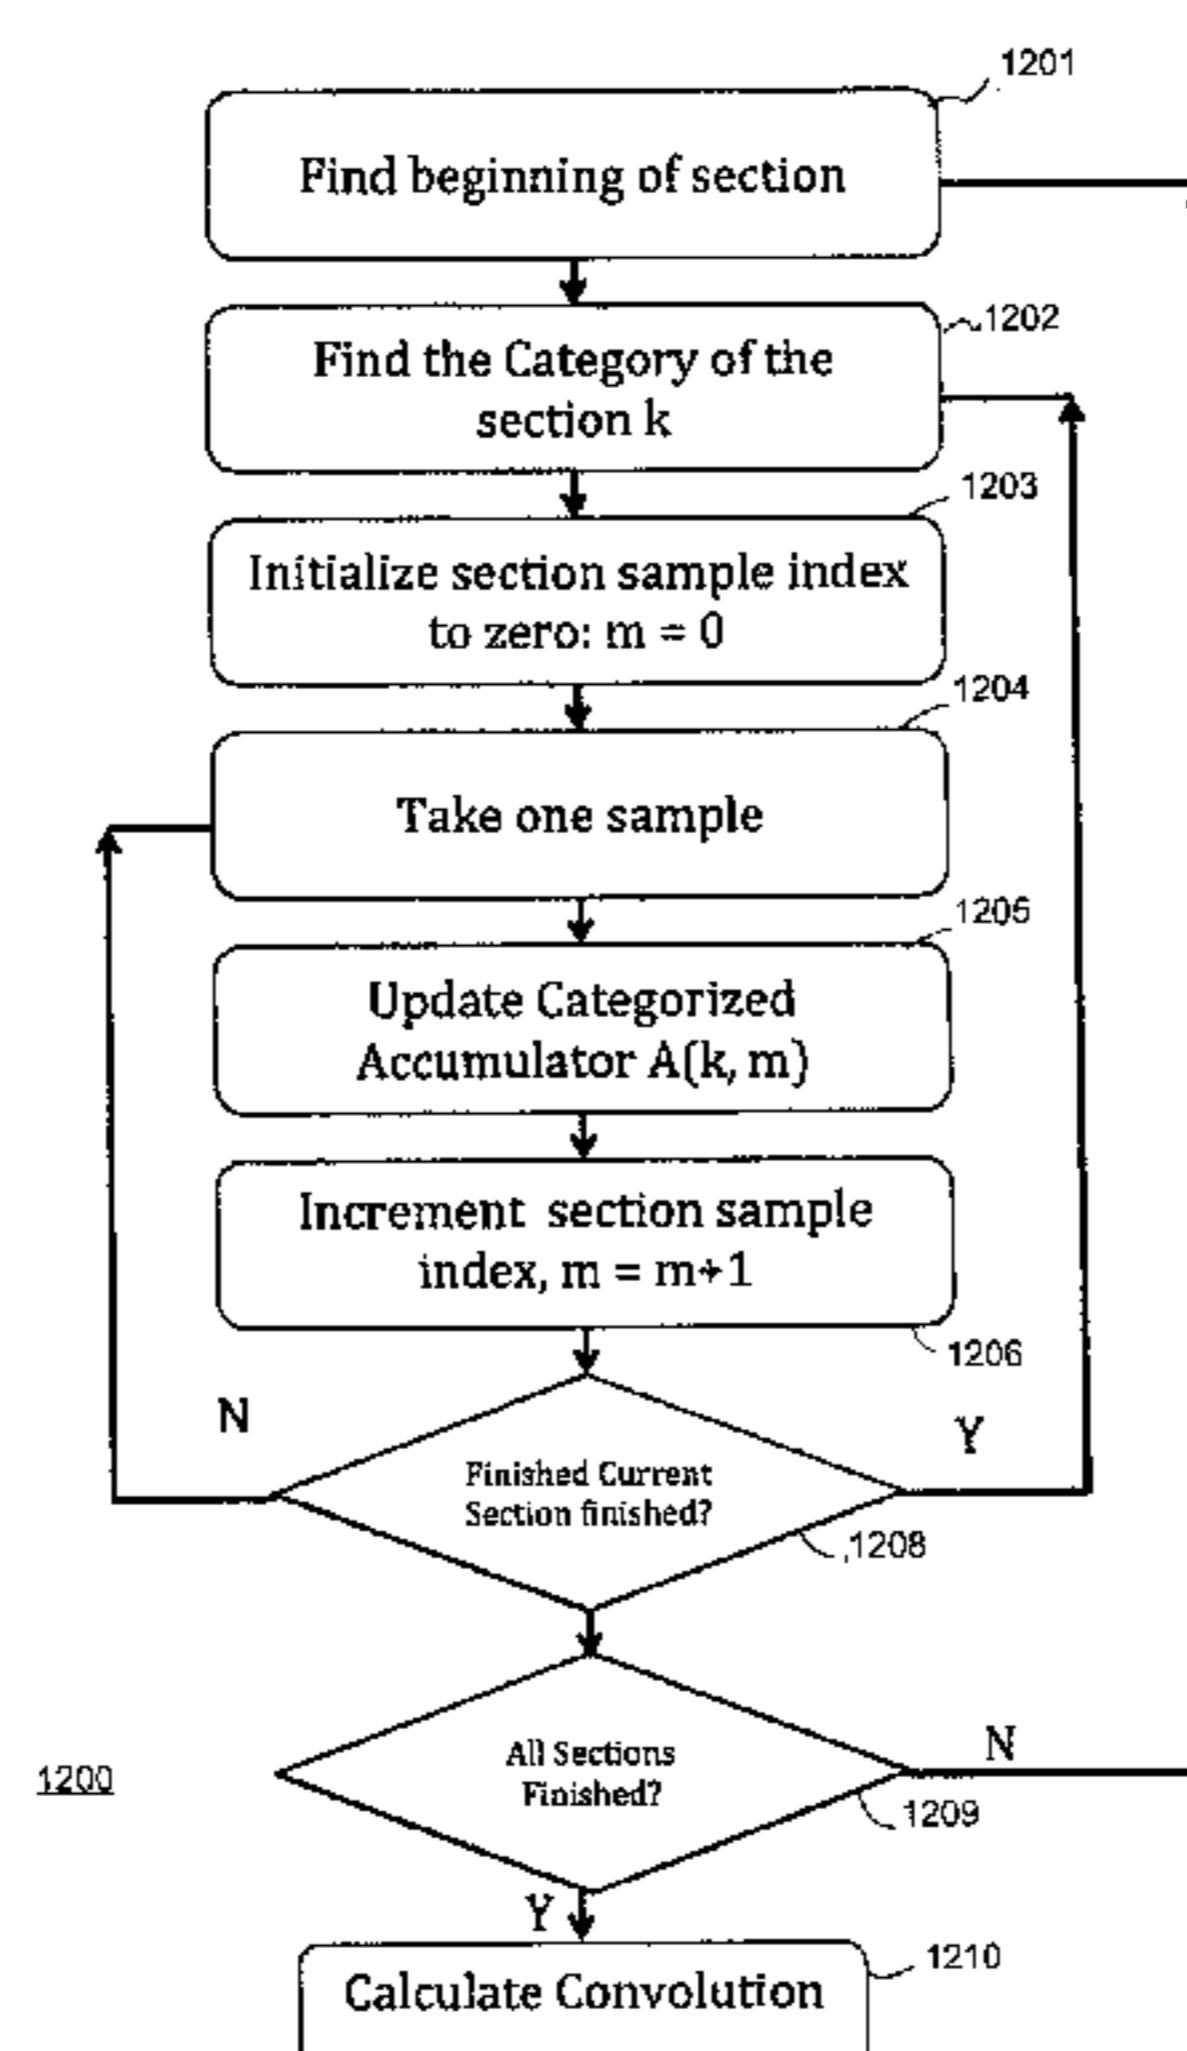 1201
Find beginning of section
1202
Find the Category of the
section k
1203
Initialize section sample index
to zero: m = 0
1204
Take one sample
1205
Update Categorized
Accumulator A(k, m)
Increment section sample
index, m = m+1
1206
N
Y
Finished Current
Section finished?
1208
All Sections
Finished?
N
1200
1209
Y
1210
Calculate Convolution